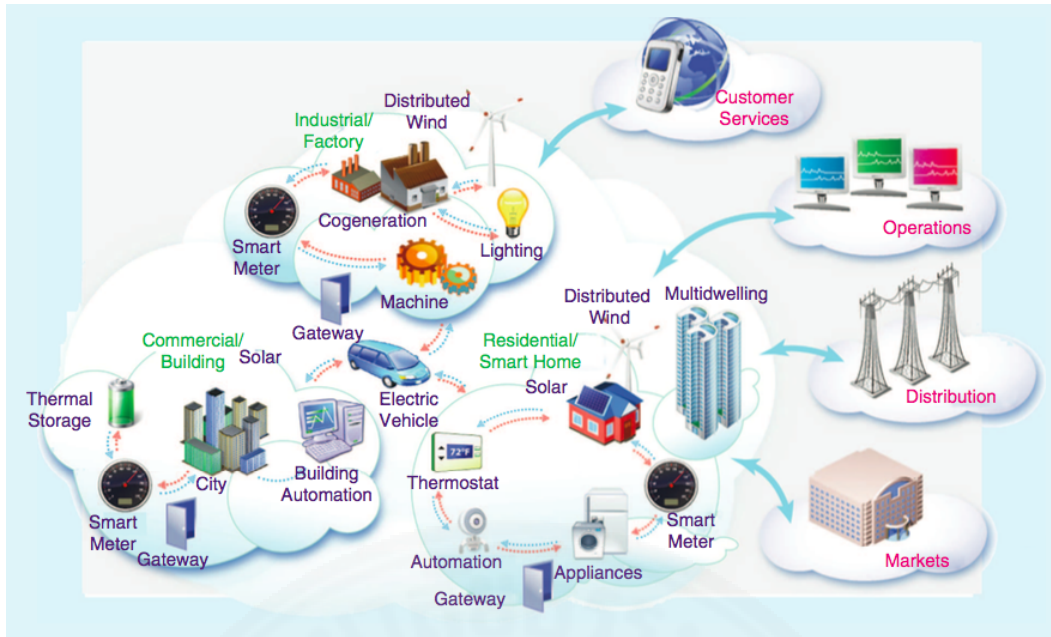 Customer
Services
Distributed
Wind
Industrial/
Factory
Cogeneration
Smart
Meter
Lighting
Operations
Machine
Distributed
Wind
Multidwelling
Gateway
Commercial/
Building
Solar
Residential/
Smart Home
Solar
Thermal
Storage
Electric
Vehicle
Distribution
72°F
City
Building
Automation
Thermostat
Smart
Meter
Gateway
Smart
Meter
Automation
Appliances
Gateway
Markets